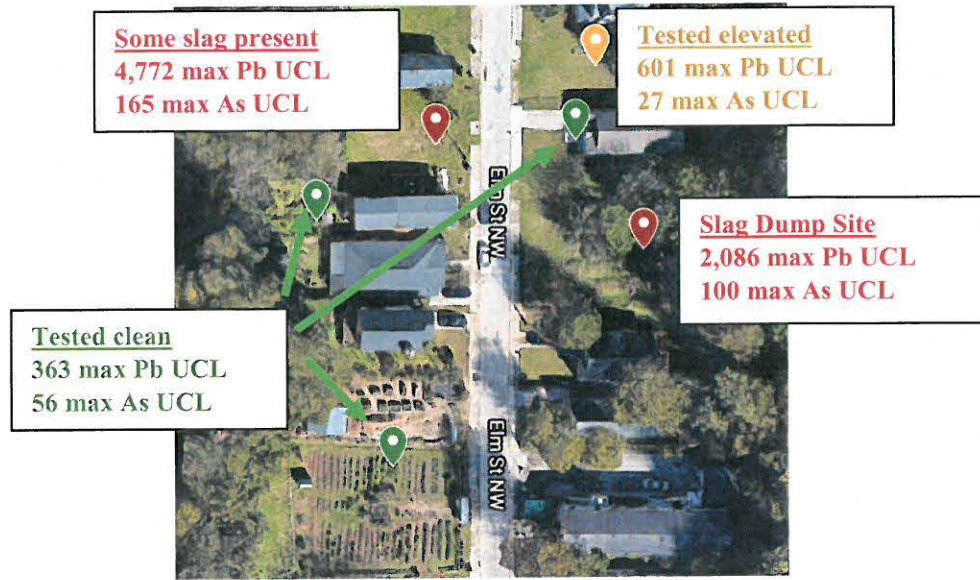 Some slag present
4,772 max Pb UCL
165 max As UCL
Tested elevated
601 max Pb UCL
27 max As UCL
Elm St NW
Slag Dump Site
2,086 max Pb UCL
100 max As UCL
Tested clean
363 max Pb UCL
56 max As UCL
Elm St NW